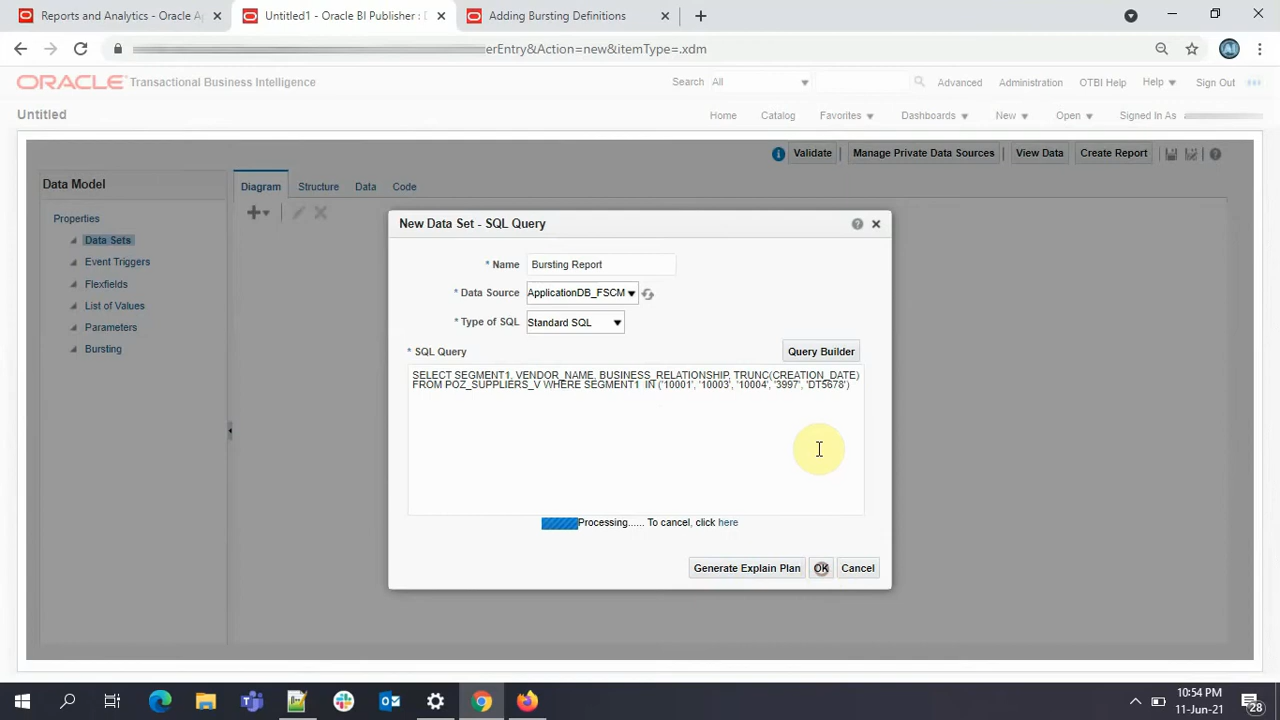 Reports and Analytics - Oracle Ap
Untitled1 - Oracle BI Publisher : D
Adding Bursting Definitions
erEntry&Action=new&itemType=.xdm
ORACLE Transactional Business Intelligence
Search All
Advanced Administration OTBI Help Help Sign Out
Untitled
Home Catalog Favorites Dashboards New Open Signed In As
Validate Manage Private Data Sources View Data Create Report
Data Model
Diagram Structure Data Code
Properties
Data Sets
Event Triggers
Flexfields
List of Values
Parameters
Bursting
New Data Set - SQL Query
* Name Bursting Report
* Data Source ApplicationDB_FSCM
* Type of SQL Standard SQL
* SQL Query
Query Builder
SELECT SEGMENT1, VENDOR_NAME, BUSINESS_RELATIONSHIP, TRUNC(CREATION_DATE)
FROM POZ_SUPPLIERS_V WHERE SEGMENT1 IN ('10001', '10003', '10004', '3997', 'DT5678')
Processing...... To cancel, click here
Generate Explain Plan OK Cancel
10:54 PM
11-Jun-21
28